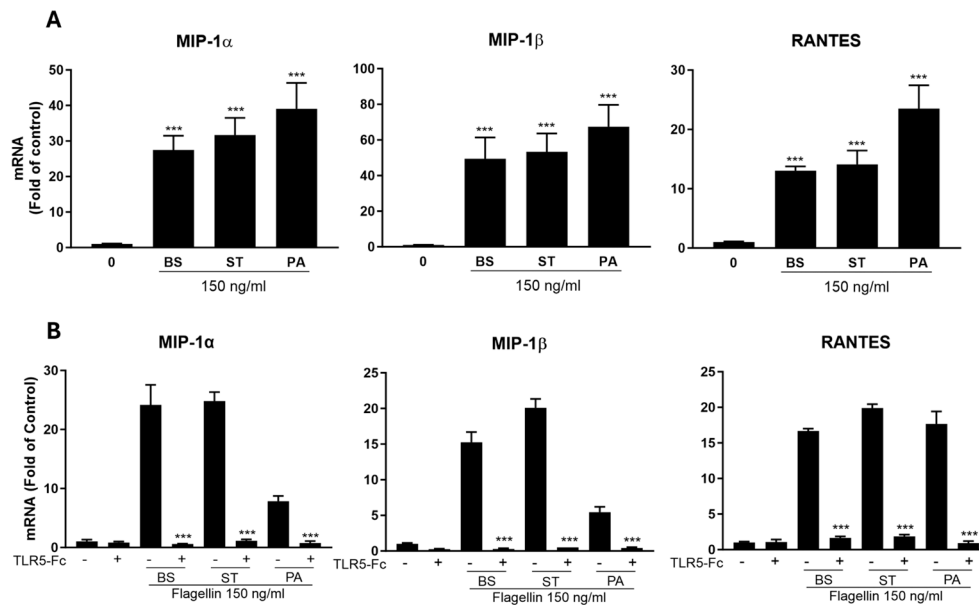 A
MIP-1α
MIP-1β
RANTES
mRNA
(Fold of control)
50
40
30
20
10
0
***
***
***
0
BS
ST
PA
150 ng/ml
100
80
60
40
20
0
***
***
***
0
BS
ST
PA
150 ng/ml
30
20
10
0
***
***
***
0
BS
ST
PA
150 ng/ml
B
MIP-1α
MIP-1β
RANTES
mRNA (Fold of Control)
30
20
10
0
***
***
***
TLR5-Fc - + - + - + - +
BS ST PA
Flagellin 150 ng/ml
25
20
15
10
5
0
***
***
***
TLR5-Fc - + - + - + - +
BS ST PA
Flagellin 150 ng/ml
25
20
15
10
5
0
***
***
***
TLR5-Fc - + - + - + - +
BS ST PA
Flagellin 150 ng/ml